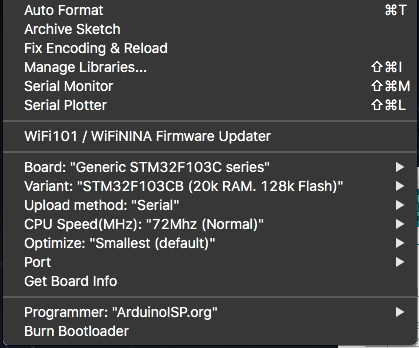 Auto Format ⌘T
Archive Sketch
Fix Encoding & Reload
Manage Libraries... ⇧⌘I
Serial Monitor ⇧⌘M
Serial Plotter ⇧⌘L
WiFi101 / WiFiNINA Firmware Updater
Board: "Generic STM32F103C series"
Variant: "STM32F103CB (20k RAM. 128k Flash)"
Upload method: "Serial"
CPU Speed(MHz): "72Mhz (Normal)"
Optimize: "Smallest (default)"
Port
Get Board Info
Programmer: "ArduinoISP.org"
Burn Bootloader